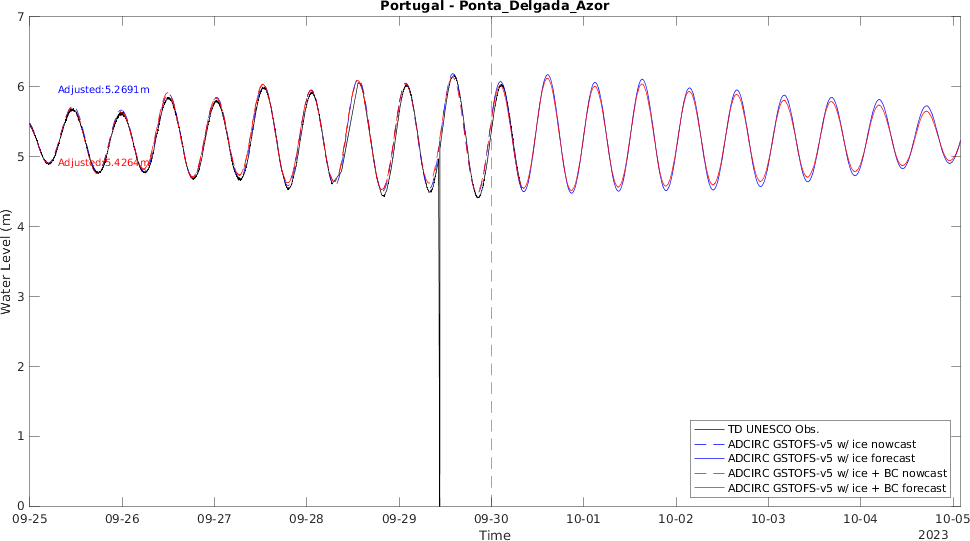 Portugal - Ponta_Delgada_Azor
7
6
5
4
3
2
1
0
Water Level (m)
Adjusted:5.2691m
Adjusted:5.4264m
TD UNESCO Obs.
ADCIRC GSTOFS-v5 w/ ice nowcast
ADCIRC GSTOFS-v5 w/ ice forecast
ADCIRC GSTOFS-v5 w/ ice + BC nowcast
ADCIRC GSTOFS-v5 w/ ice + BC forecast
09-25 09-26 09-27 09-28 09-29 09-30 10-01 10-02 10-03 10-04 10-05
Time
2023